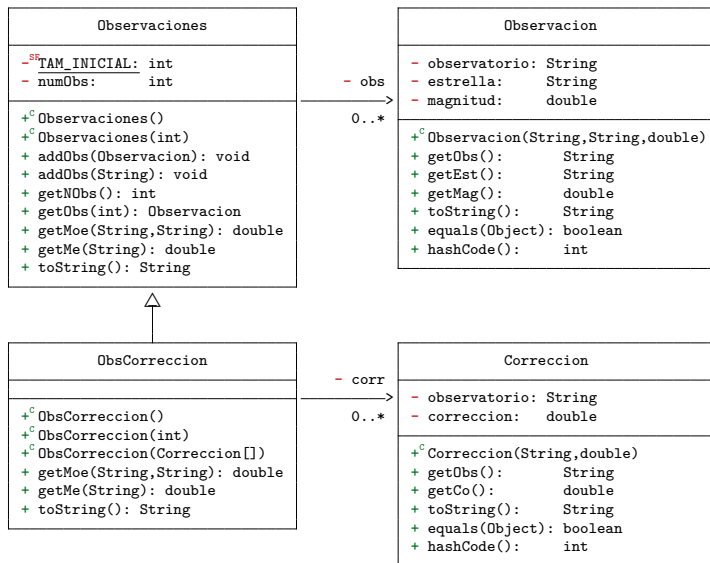 Observaciones
-SF TAM_INICIAL: int
- numObs: int
+C Observaciones()
+C Observaciones(int)
+ addObs(Observacion): void
+ addObs(String): void
+ getNObs(): int
+ getObs(int): Observacion
+ getMoe(String,String): double
+ getMe(String): double
+ toString(): String
- obs
0..*
Observacion
- observatorio: String
- estrella: String
- magnitud: double
+C Observacion(String,String,double)
+ getObs(): String
+ getEst(): String
+ getMag(): double
+ toString(): String
+ equals(Object): boolean
+ hashCode(): int
ObsCorreccion
+C ObsCorreccion()
+C ObsCorreccion(int)
+C ObsCorreccion(Correccion[])
+ getMoe(String,String): double
+ getMe(String): double
+ toString(): String
- corr
0..*
Correccion
- observatorio: String
- correccion: double
+C Correccion(String,double)
+ getObs(): String
+ getCo(): double
+ toString(): String
+ equals(Object): boolean
+ hashCode(): int